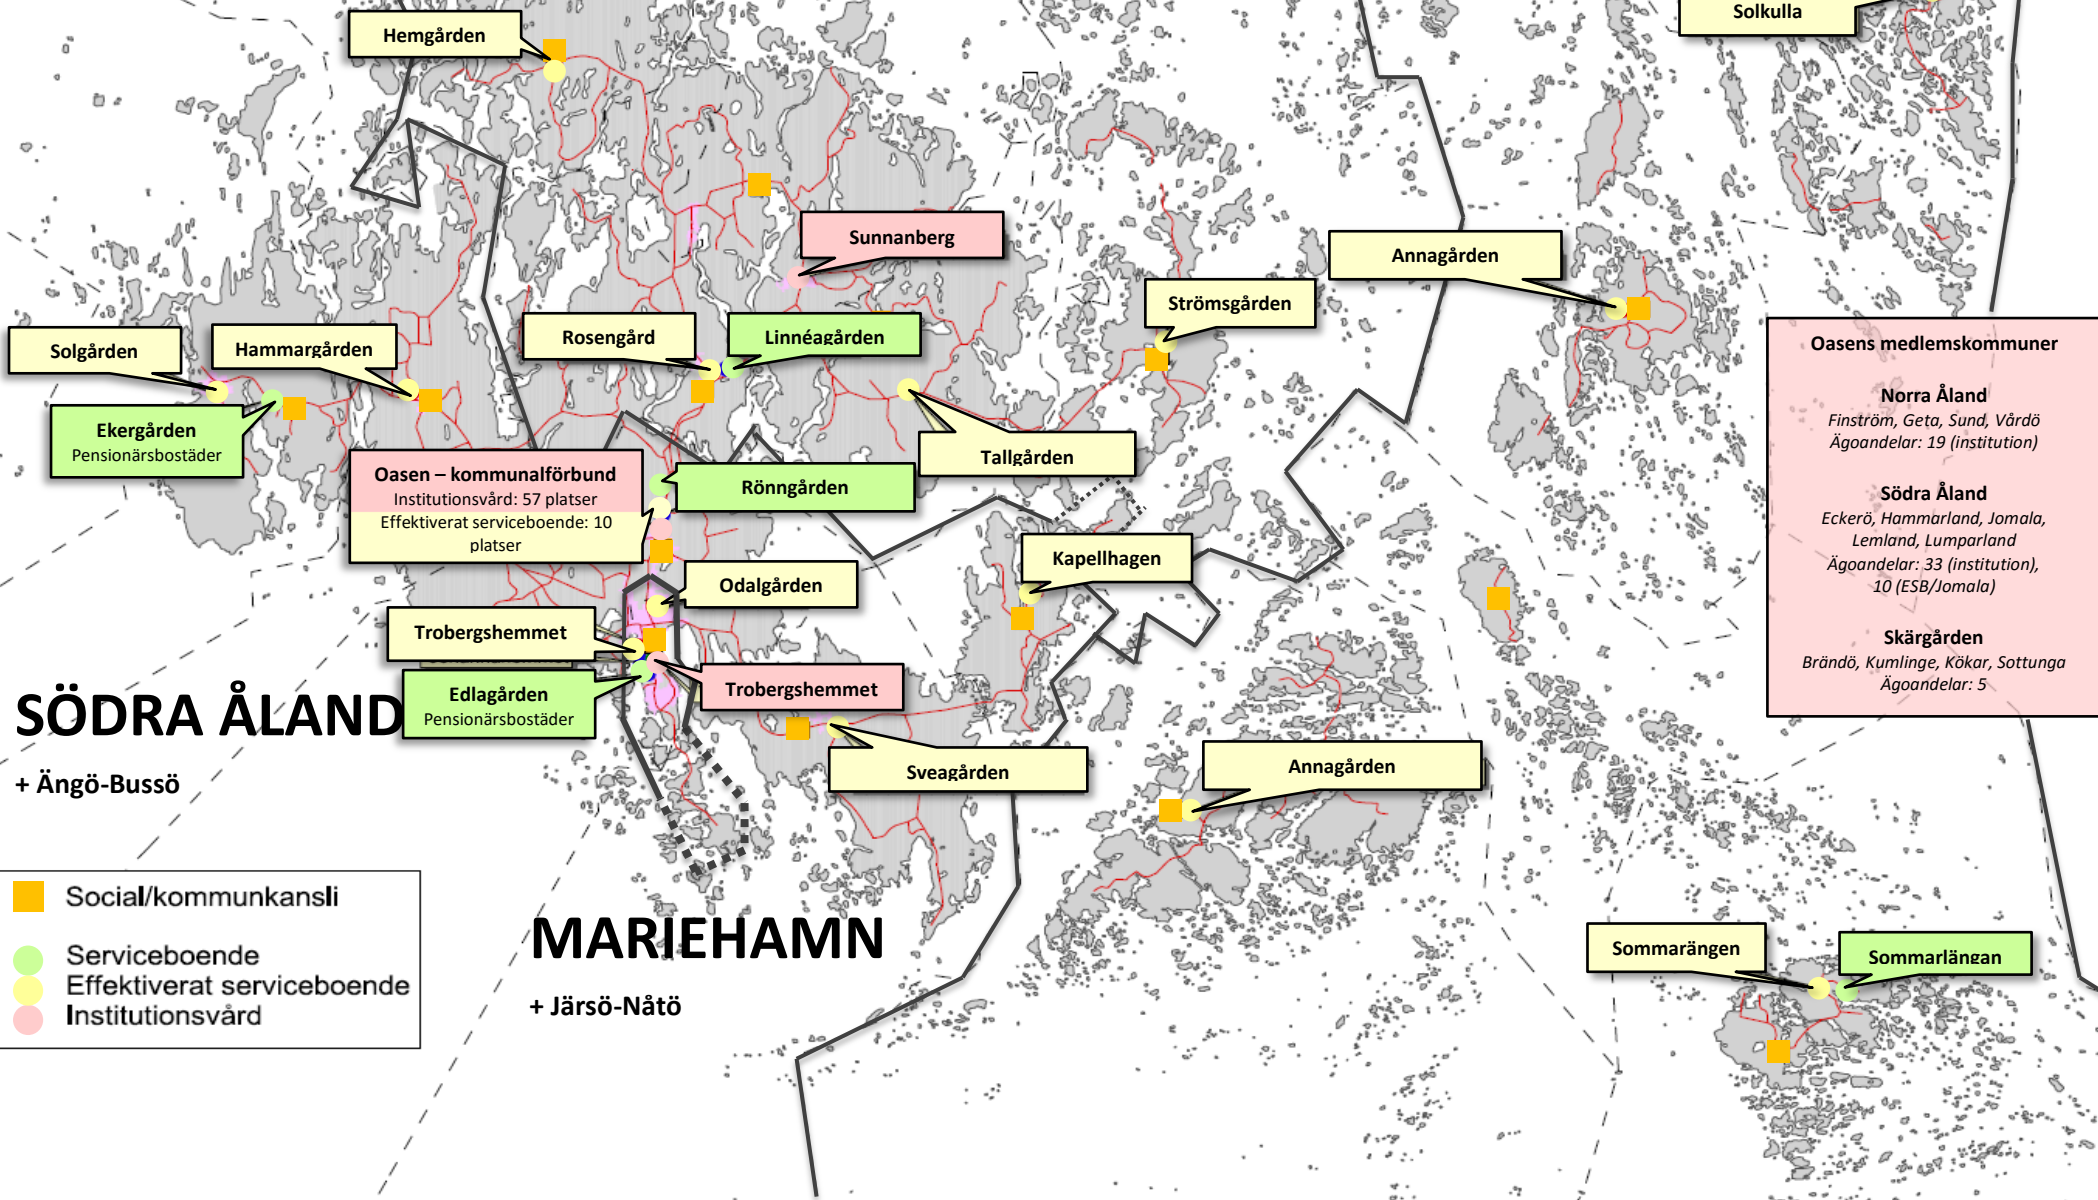 Hemgården
Solkulla
Sunnanberg
Annagården
Strömsgården
Solgården
Hammargården
Rosengård
Linnéagården
Ekergården
Pensionärsbostäder
Tallgården
Oasen – kommunalförbund
Institutionsvård: 57 platser
Effektiverat serviceboende: 10
platser
Rönngården
Kapellhagen
Odalgården
Trobergshemmet
Edlagården
Pensionärsbostäder
Trobergshemmet
Sveagården
Annagården
Oasens medlemskommuner
Norra Åland
Finström, Geta, Sund, Vårdö
Ägoandelar: 19 (institution)
Södra Åland
Eckerö, Hammarland, Jomala,
Lemland, Lumparland
Ägoandelar: 33 (institution),
10 (ESB/Jomala)
Skärgården
Brändö, Kumlinge, Kökar, Sottunga
Ägoandelar: 5
SÖDRA ÅLAND
+ Ängö-Bussö
MARIEHAMN
+ Järsö-Nåtö
Sommarängen
Sommarlängan
Social/kommunkansli
Serviceboende
Effektiverat serviceboende
Institutionsvård